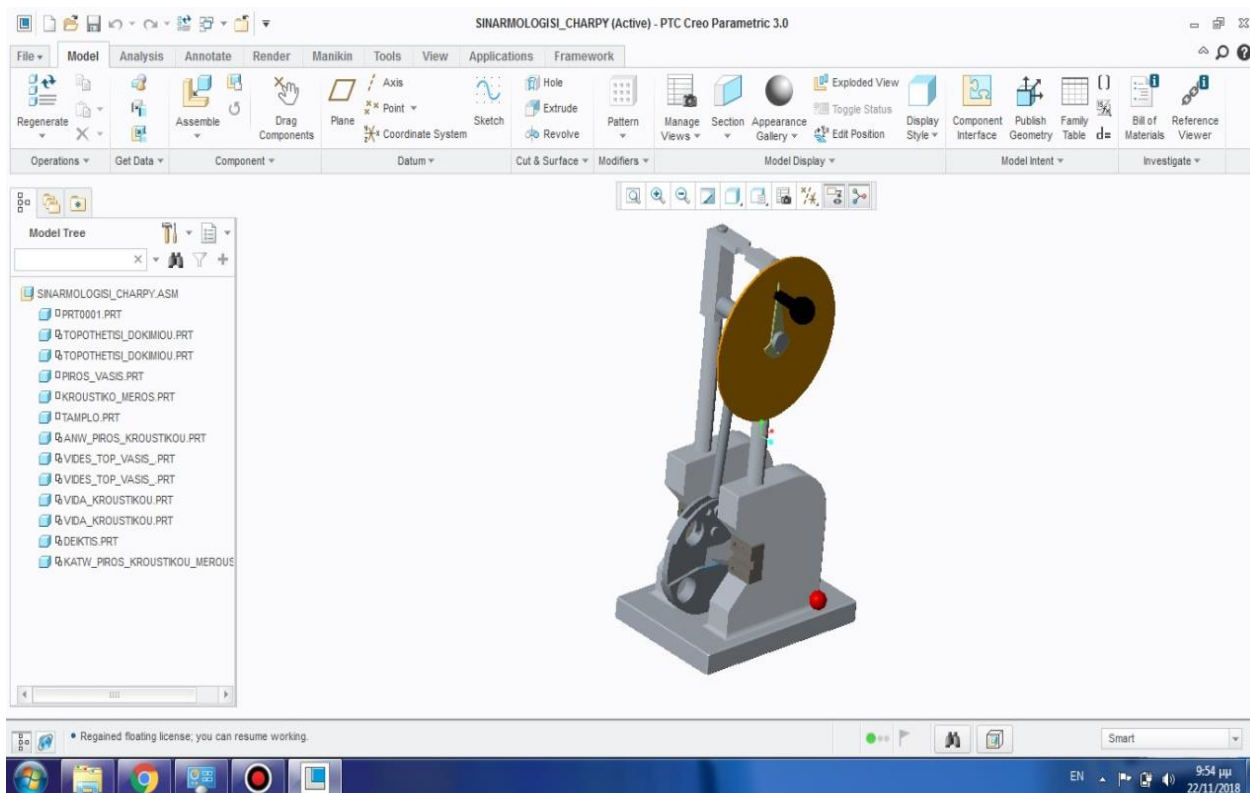 SINARMOLOGISI_CHARPY (Active) - PTC Creo Parametric 3.0
File Model Analysis Annotate Render Manikin Tools View Applications Framework
Regenerate
Assemble
Drag Components
Plane
Axis
Point
Coordinate System
Sketch
Hole
Extrude
Revolve
Pattern
Manage Views
Section
Appearance Gallery
Exploded View
Toggle Status
Edit Position
Display Style
Component Interface
Publish Geometry
Family Table
d=
Bill of Materials
Reference Viewer
Operations Get Data Component Datum Cut & Surface Modifiers Model Display Model Intent Investigate
Model Tree
SINARMOLOGISI_CHARPY.ASM
PRT0001.PRT
TOPOTHETISI_DOKIMIOU.PRT
TOPOTHETISI_DOKIMIOU.PRT
PIROS_VASIS.PRT
KROUSTIKO_MEROS.PRT
TAMPLO.PRT
ANW_PIROS_KROUSTIKOU.PRT
VIDES_TOP_VASIS_.PRT
VIDES_TOP_VASIS_.PRT
VIDA_KROUSTIKOU.PRT
VIDA_KROUSTIKOU.PRT
DEIKTIS.PRT
KATW_PIROS_KROUSTIKOU_MEROUS
• Regained floating license; you can resume working.
Smart
EN
9:54 μμ
22/11/2018